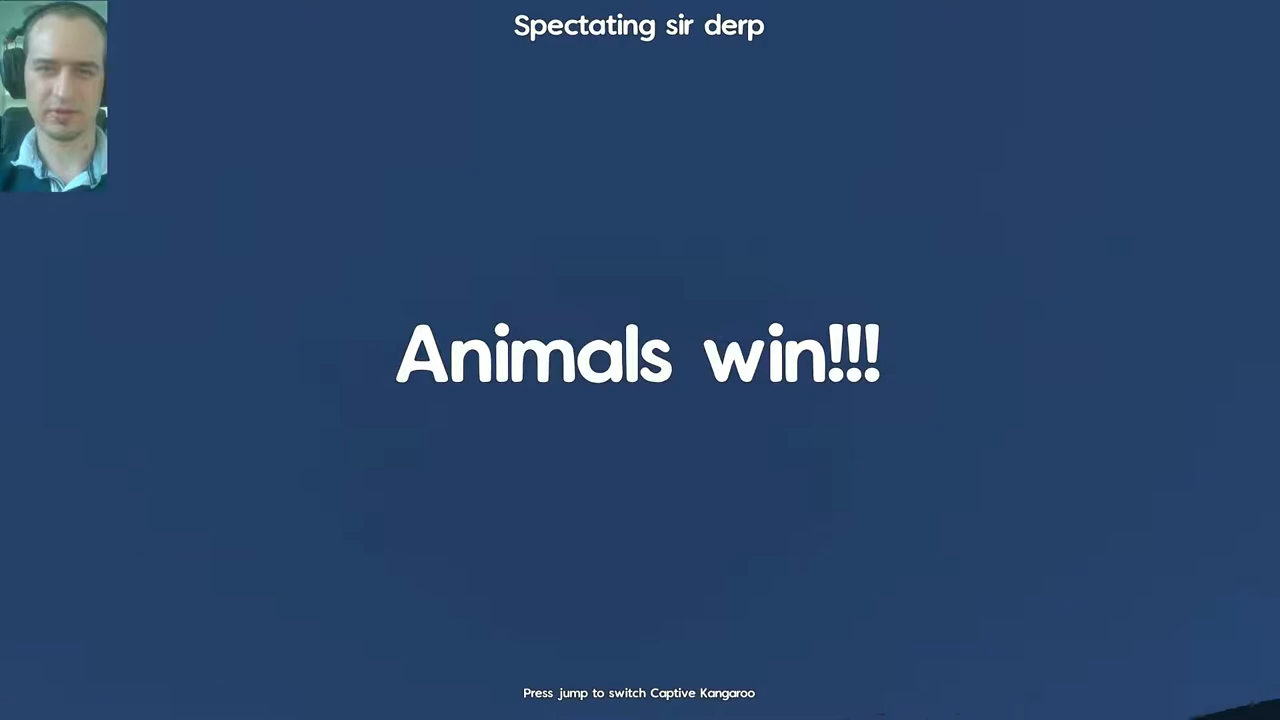 Spectating sir derp
Animals win!!!
Press jump to switch Captive Kangaroo